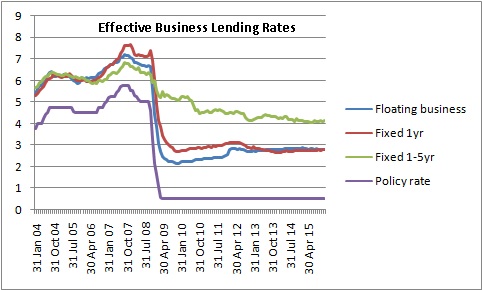 Effective Business Lending Rates
9
8
7
6
5
4
3
2
1
0
31 Jan 04
31 Oct 04
31 Jul 05
30 Apr 06
31 Jan 07
31 Oct 07
31 Jul 08
30 Apr 09
31 Jan 10
31 Oct 10
31 Jul 11
30 Apr 12
31 Jan 13
31 Oct 13
31 Jul 14
30 Apr 15
Floating business
Fixed 1yr
Fixed 1-5yr
Policy rate